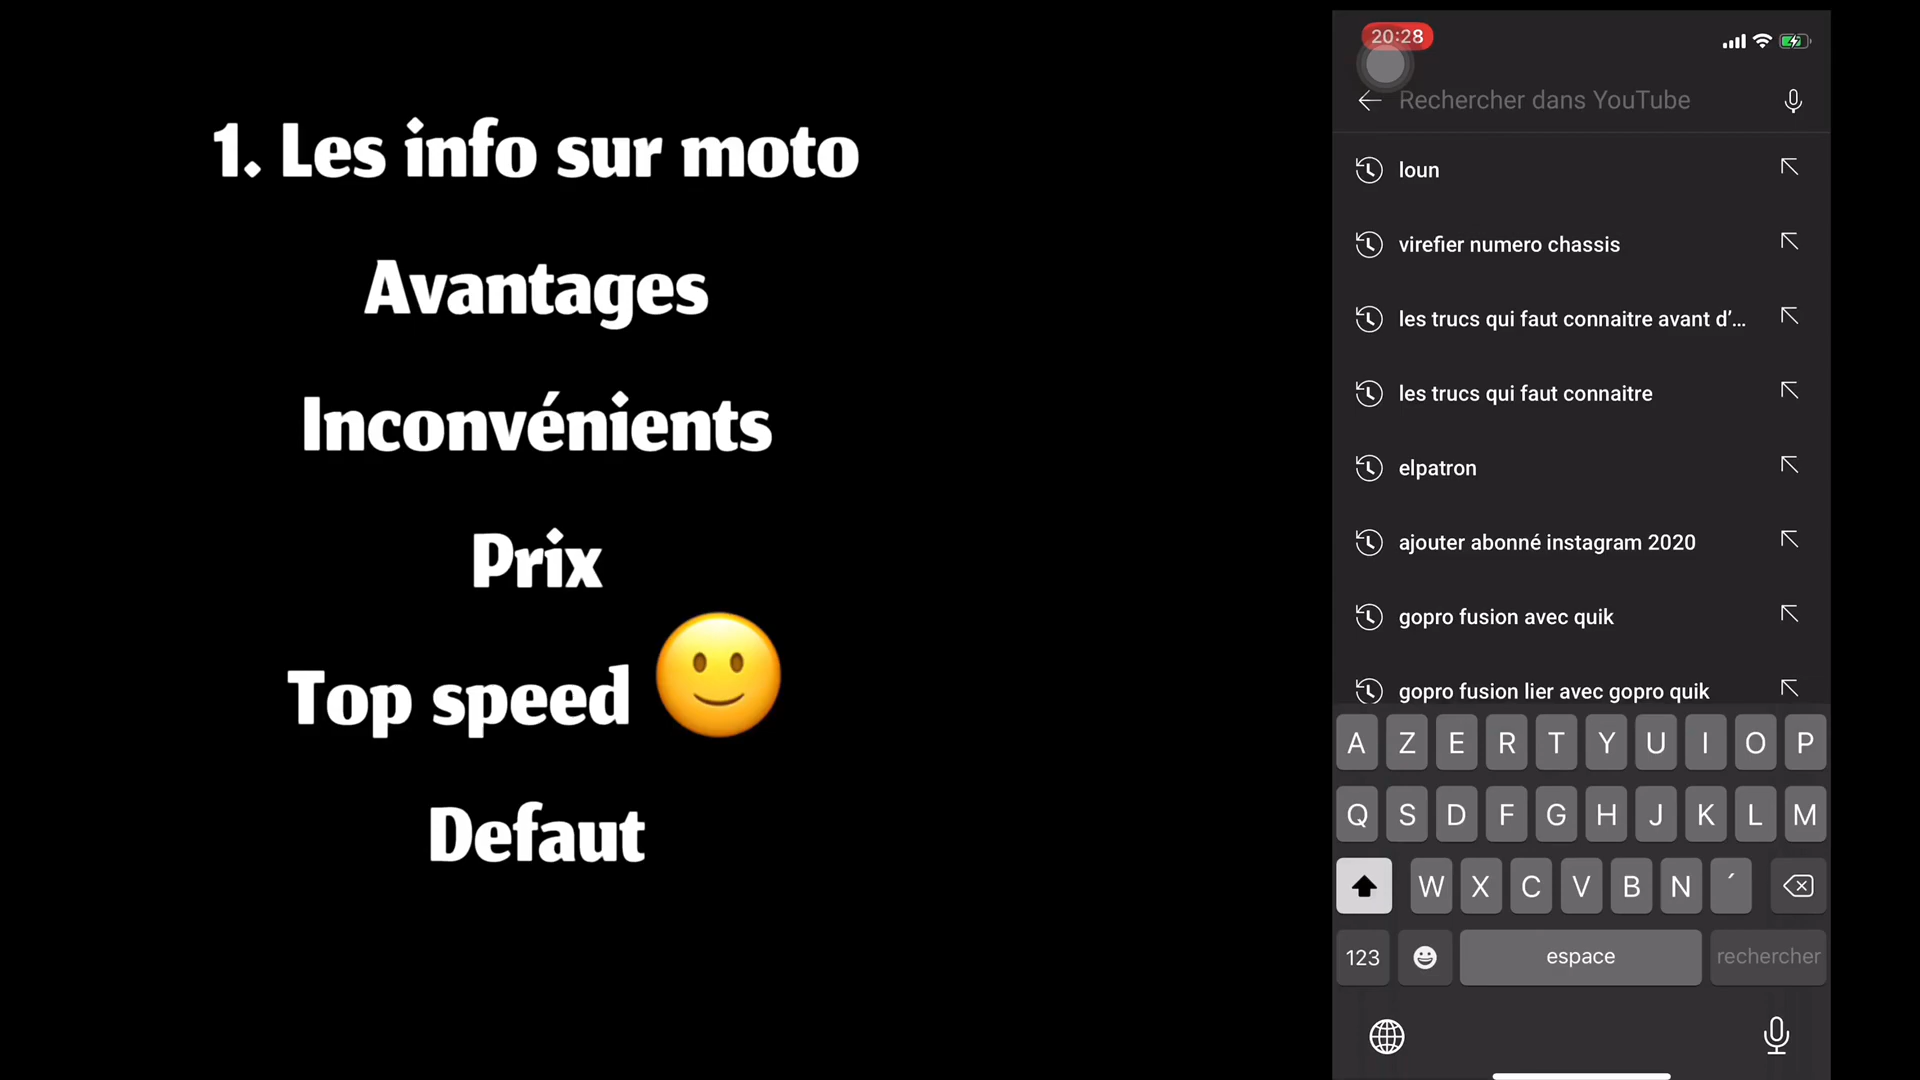 1. Les info sur moto
Avantages
Inconvénients
Prix
Top speed 🙂
Defaut
20:28
Rechercher dans YouTube
loun
virefier numero chassis
les trucs qui faut connaitre avant d’...
les trucs qui faut connaitre
elpatron
ajouter abonné instagram 2020
gopro fusion avec quik
gopro fusion lier avec gopro quik
A Z E R T Y U I O P
Q S D F G H J K L M
W X C V B N ´
123 espace rechercher